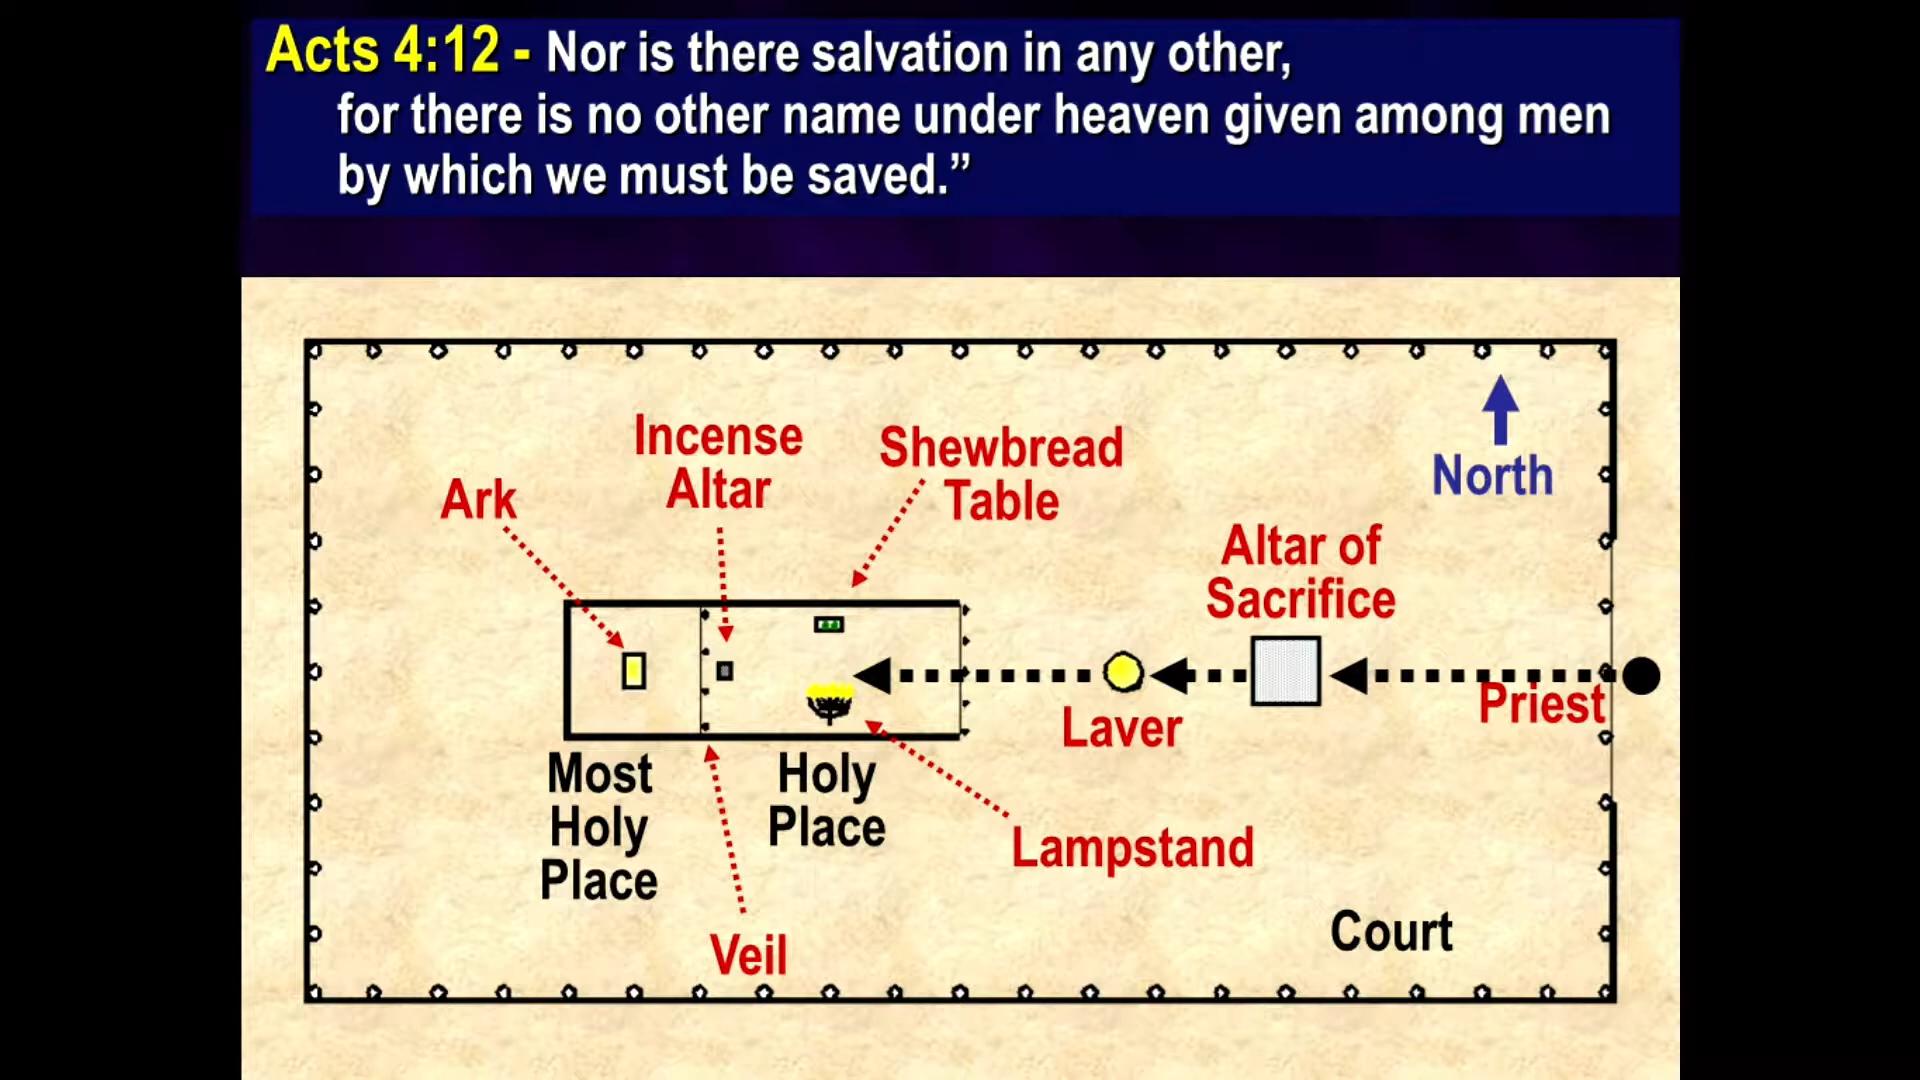 Acts 4:12 - Nor is there salvation in any other,
for there is no other name under heaven given among men
by which we must be saved.”
Incense
Altar
Shewbread
Table
Ark
North
Altar of
Sacrifice
Priest
Laver
Most
Holy
Place
Holy
Place
Lampstand
Veil
Court